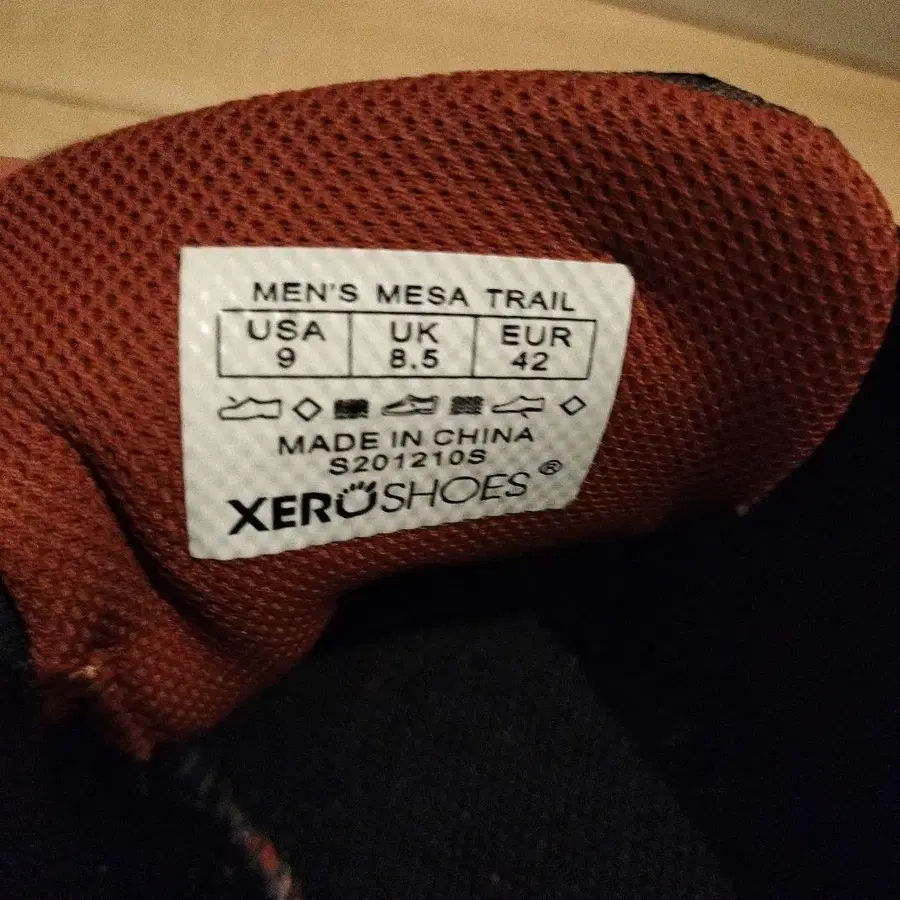 MEN'S MESA TRAIL
USA UK EUR
9 8.5 42
MADE IN CHINA
S201210S
XEROSHOES®